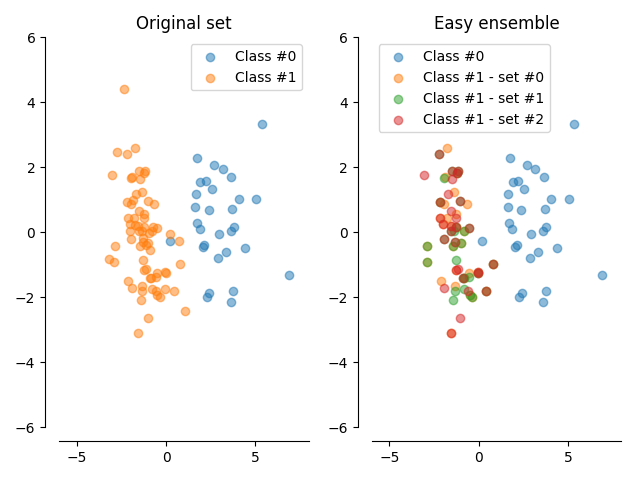 Original set
Class #0
Class #1
6
4
2
0
−2
−4
−6
−5
0
5
Easy ensemble
Class #0
Class #1 - set #0
Class #1 - set #1
Class #1 - set #2
6
4
2
0
−2
−4
−6
−5
0
5